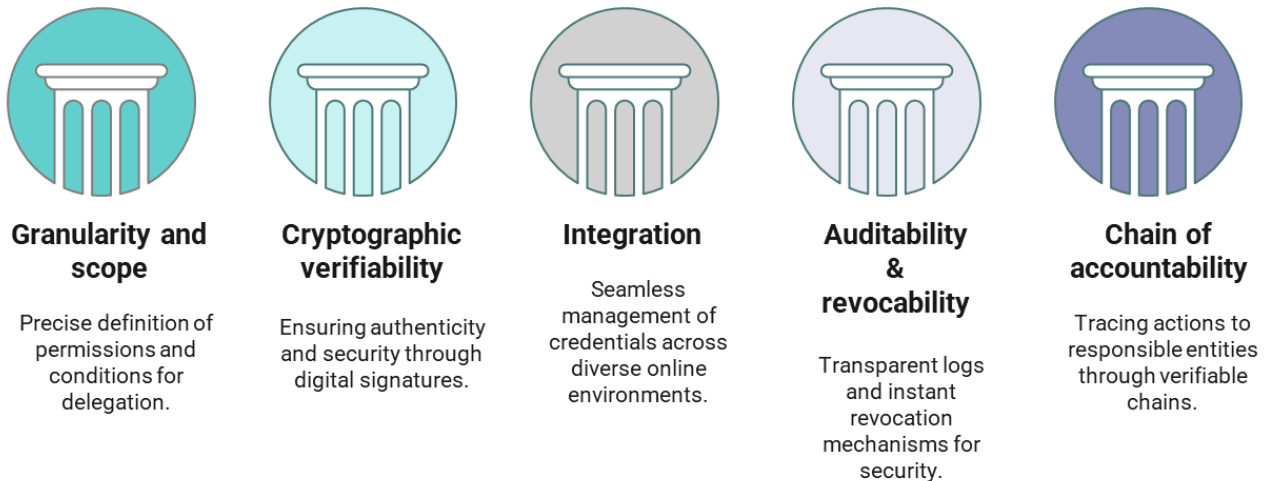 Granularity and
scope
Precise definition of
permissions and
conditions for
delegation.
Cryptographic
verifiability
Ensuring authenticity
and security through
digital signatures.
Integration
Seamless
management of
credentials across
diverse online
environments.
Auditability
&
revocability
Transparent logs
and instant
revocation
mechanisms for
security.
Chain of
accountability
Tracing actions to
responsible entities
through verifiable
chains.